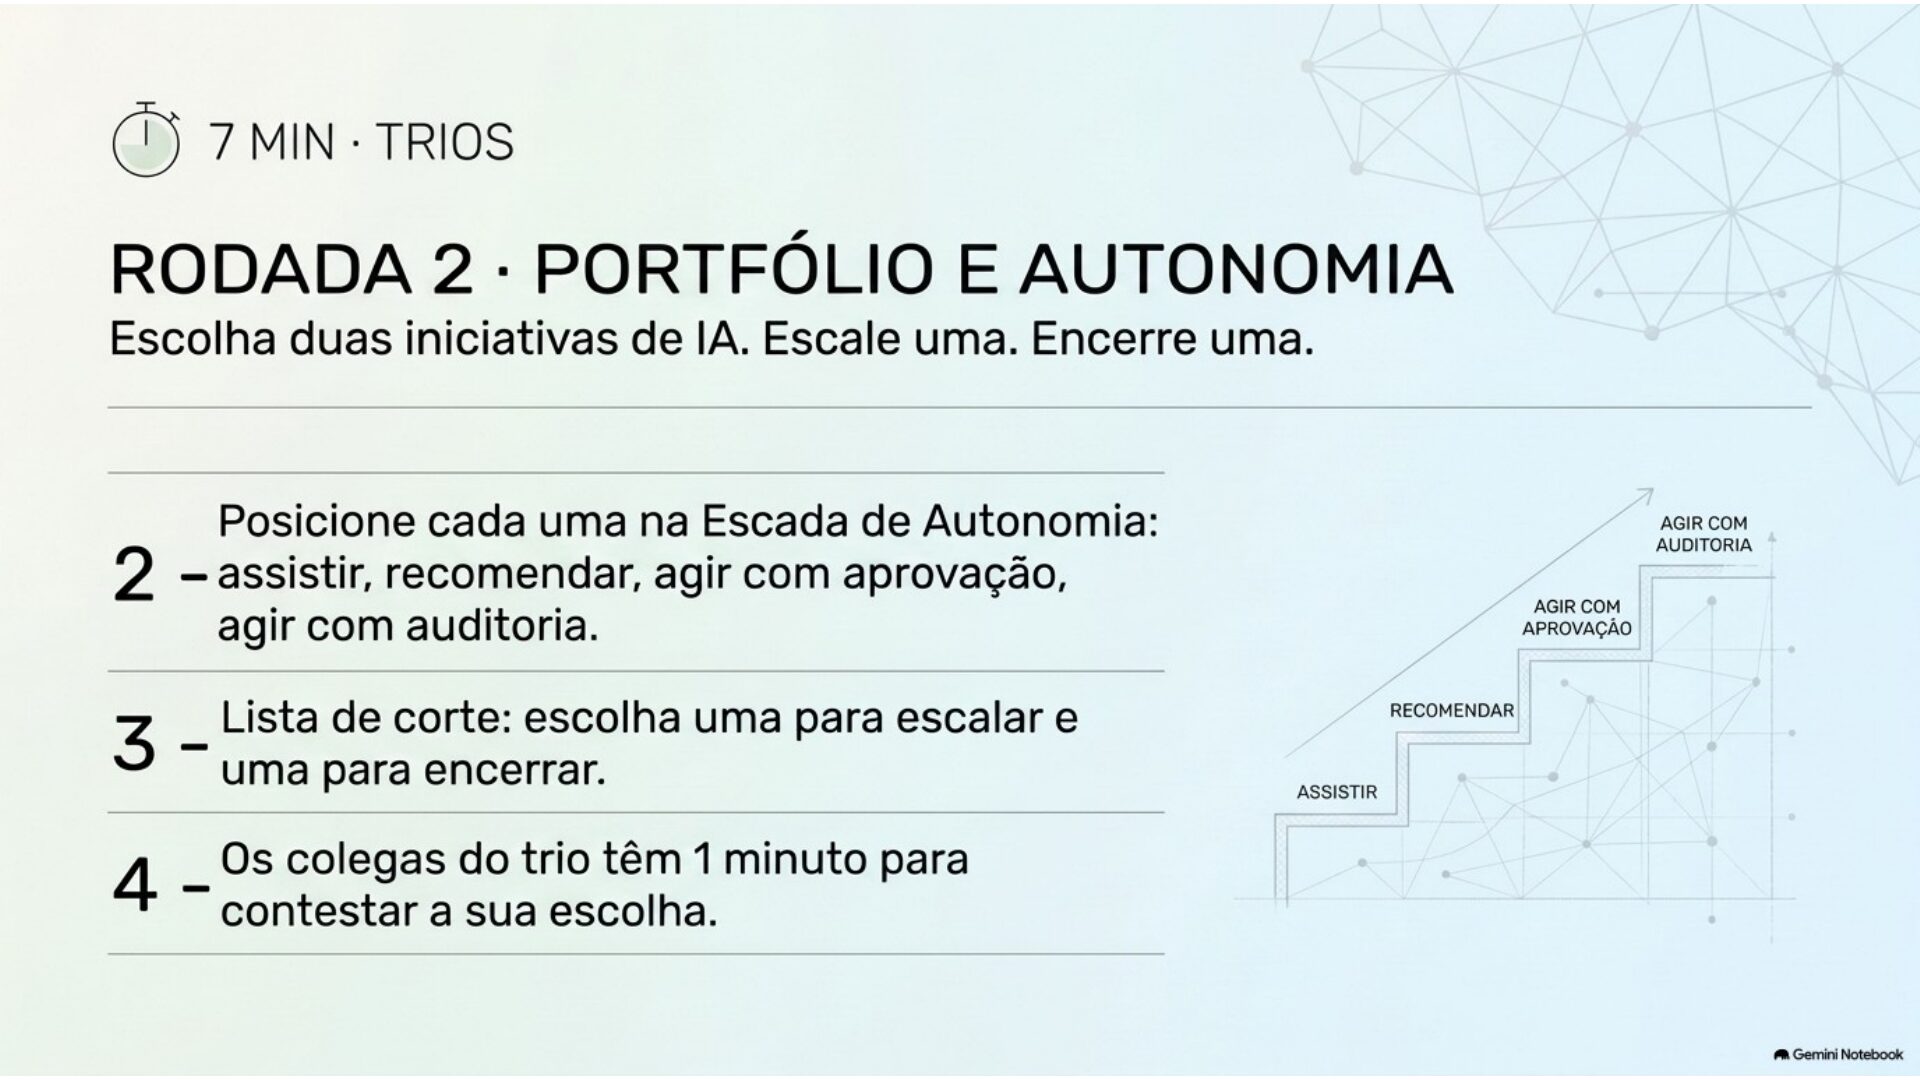 7 MIN · TRIOS
RODADA 2 · PORTFÓLIO E AUTONOMIA
Escolha duas iniciativas de IA. Escale uma. Encerre uma.
2 – Posicione cada uma na Escada de Autonomia:
assistir, recomendar, agir com aprovação,
agir com auditoria.
3 – Lista de corte: escolha uma para escalar e
uma para encerrar.
4 – Os colegas do trio têm 1 minuto para
contestar a sua escolha.
AGIR COM
AUDITORIA
AGIR COM
APROVAÇÃO
RECOMENDAR
ASSISTIR
Gemini Notebook